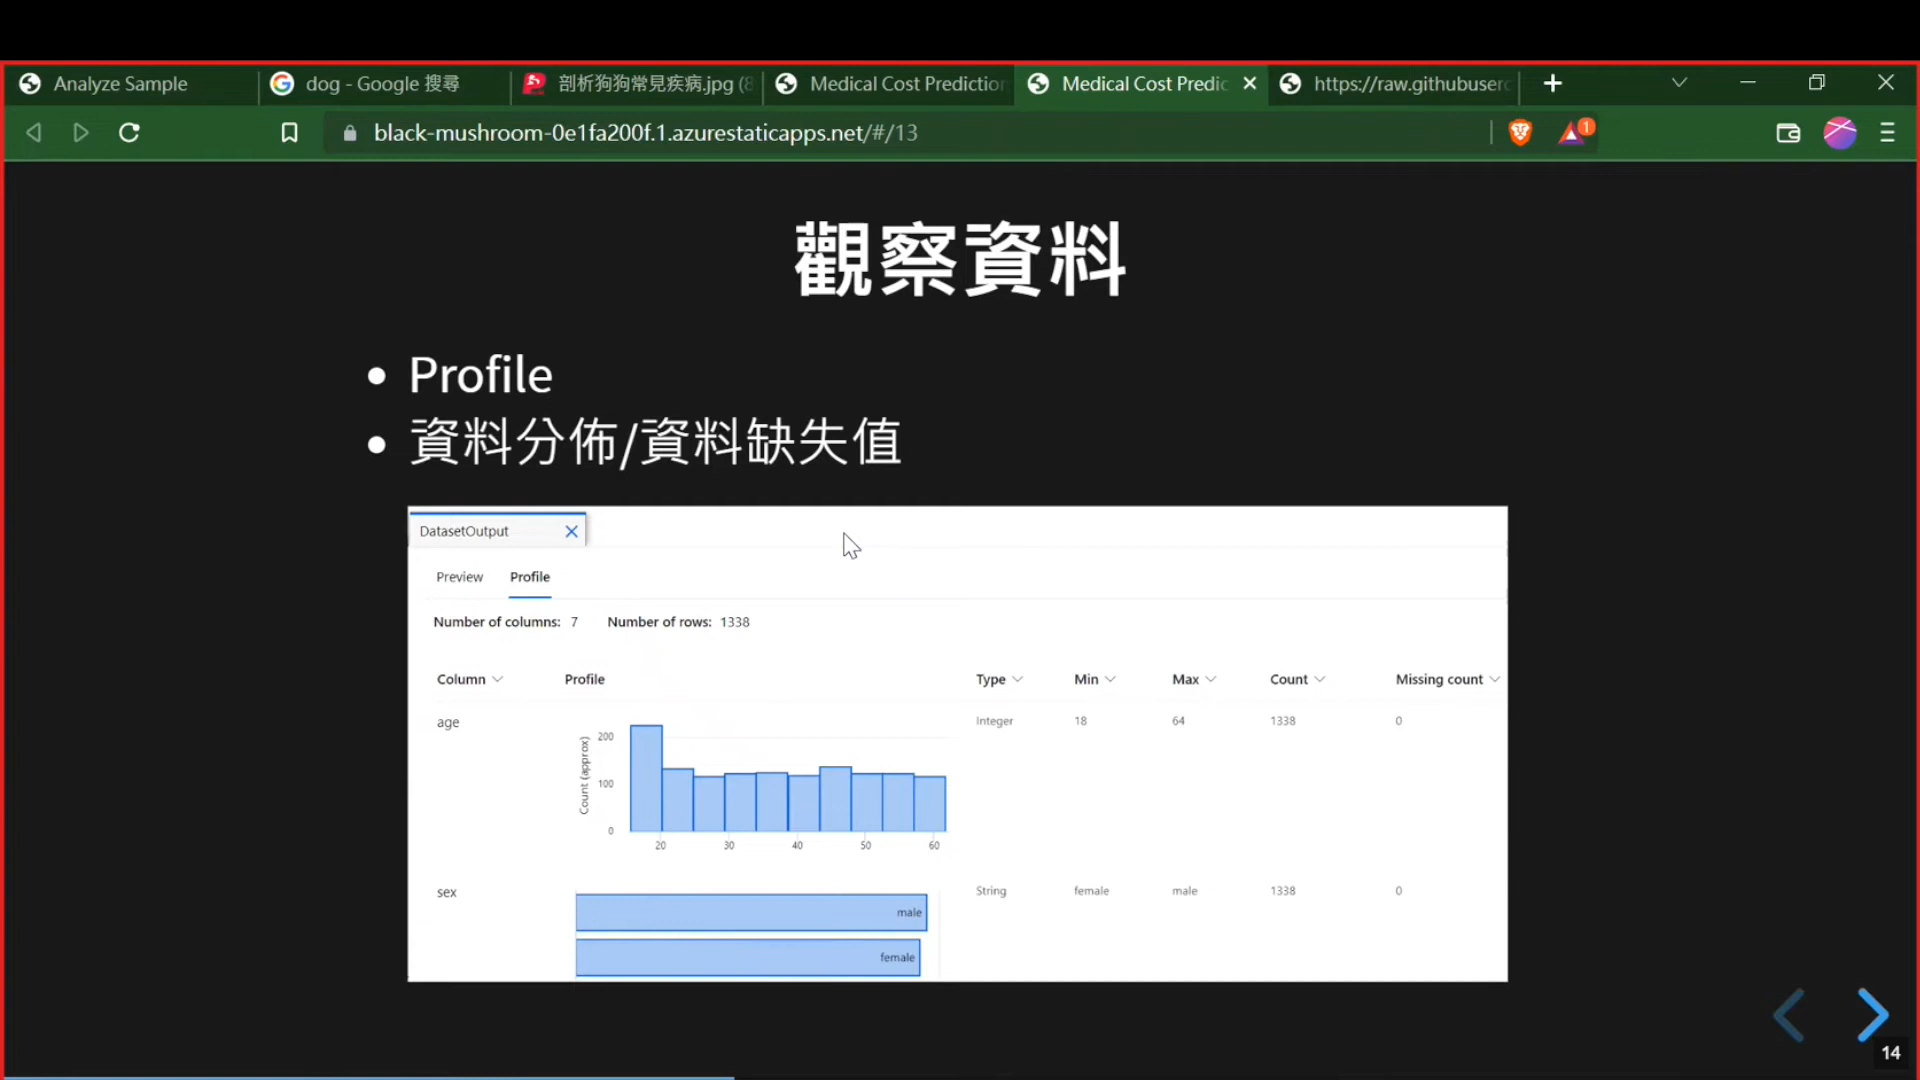 Analyze Sample
dog - Google 搜尋
剖析狗狗常見疾病.jpg (8
Medical Cost Prediction
Medical Cost Predic
https://raw.githubuserc
black-mushroom-0e1fa200f.1.azurestaticapps.net/#/13
1
觀察資料
Profile
資料分佈/資料缺失值
DatasetOutput
Preview Profile
Number of columns: 7 Number of rows: 1338
Column Profile Type Min Max Count Missing count
age Integer 18 64 1338 0
Count (approx)
200
100
0
20 30 40 50 60
sex String female male 1338 0
male
female
14